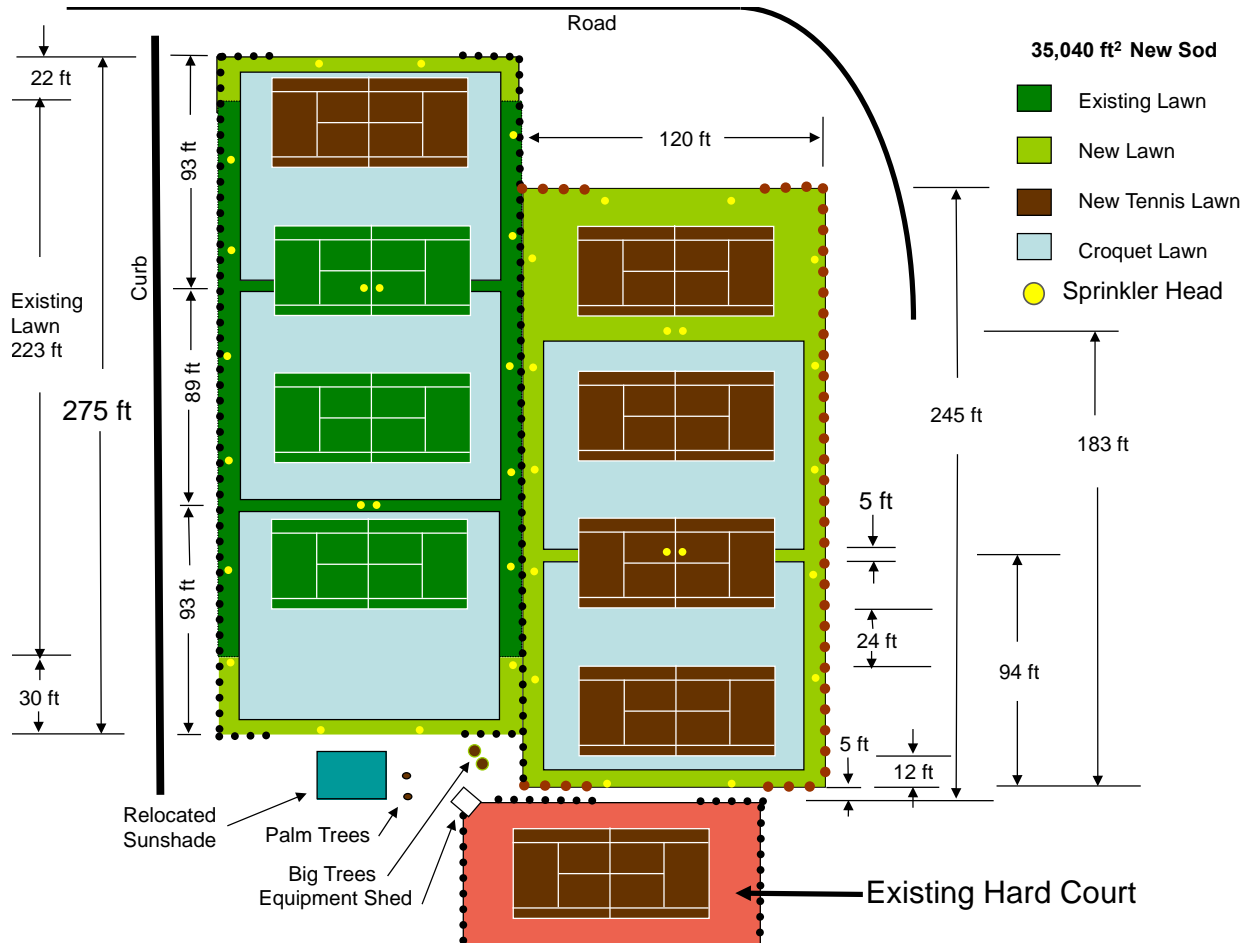 Road
35,040 ft² New Sod
Existing Lawn
New Lawn
New Tennis Lawn
Croquet Lawn
Sprinkler Head
22 ft
Existing
Lawn
223 ft
30 ft
275 ft
Curb
93 ft
89 ft
93 ft
120 ft
245 ft
183 ft
5 ft
24 ft
94 ft
5 ft
12 ft
Relocated
Sunshade
Palm Trees
Big Trees
Equipment Shed
Existing Hard Court